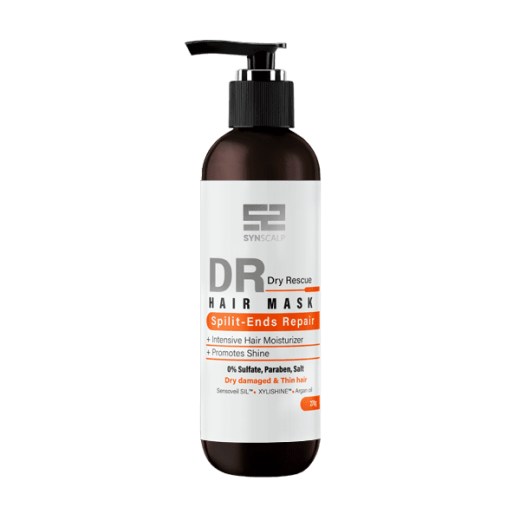 SYNSCALP
DR Dry Rescue
HAIR MASK
Spilit-Ends Repair
+ Intensive Hair Moisturizer
+ Promotes Shine
0% Sulfate, Paraben, Salt
Dry damaged & Thin hair
Sensoveil SIL™+ XYLISHINE™+ Argan oil